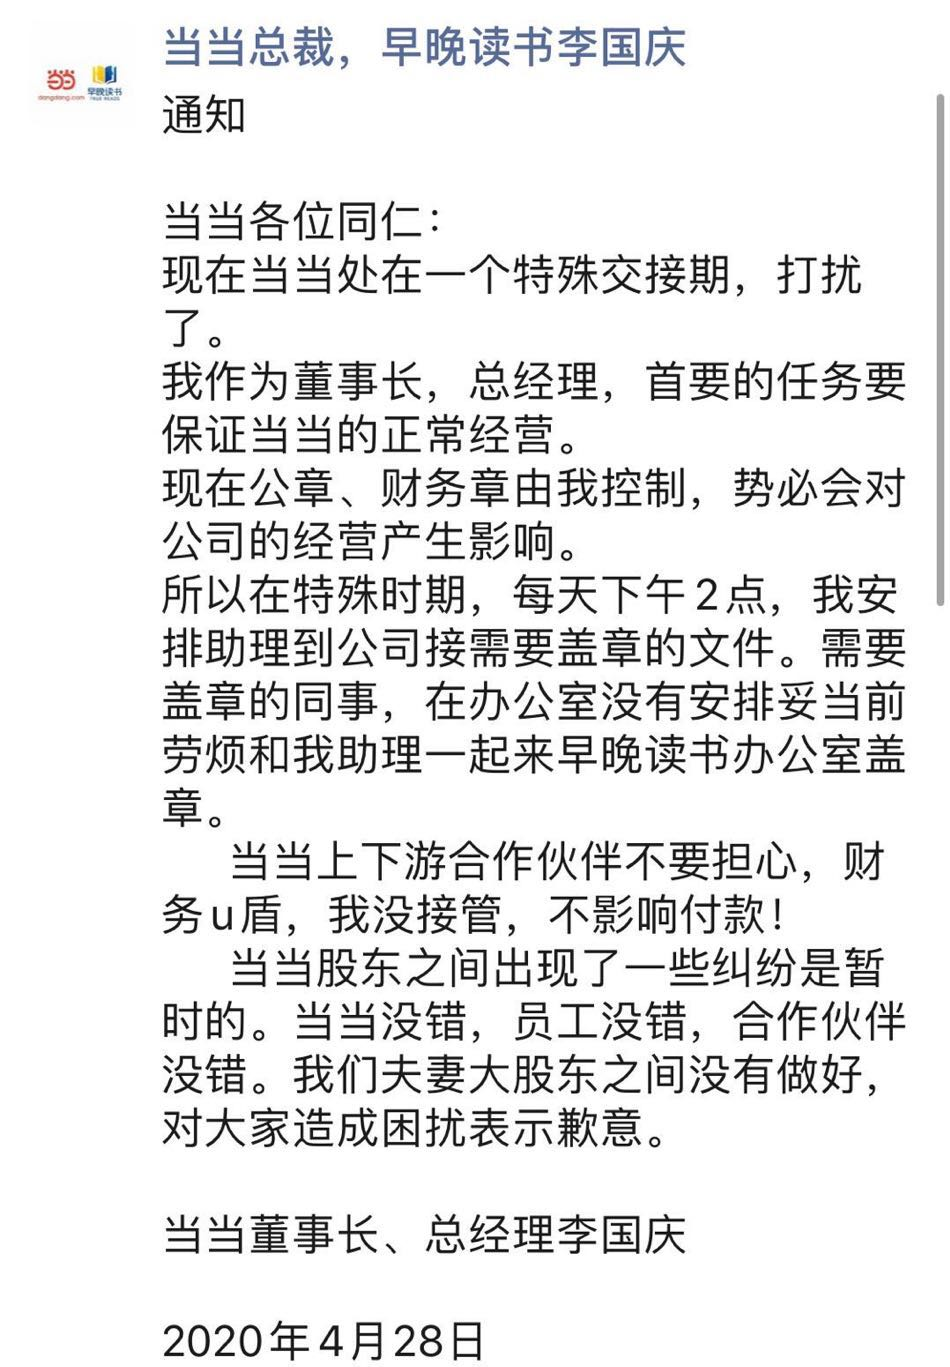 当当总裁，早晚读书李国庆
当当
dangdang.com
早晚读书
TRUE READS
通知
当当各位同仁：
现在当当处在一个特殊交接期，打扰
了。
我作为董事长，总经理，首要的任务要
保证当当的正常经营。
现在公章、财务章由我控制，势必会对
公司的经营产生影响。
所以在特殊时期，每天下午2点，我安
排助理到公司接需要盖章的文件。需要
盖章的同事，在办公室没有安排妥当前
劳烦和我助理一起来早晚读书办公室盖
章。
当当上下游合作伙伴不要担心，财
务u盾，我没接管，不影响付款！
当当股东之间出现了一些纠纷是暂
时的。当当没错，员工没错，合作伙伴
没错。我们夫妻大股东之间没有做好，
对大家造成困扰表示歉意。
当当董事长、总经理李国庆
2020年4月28日